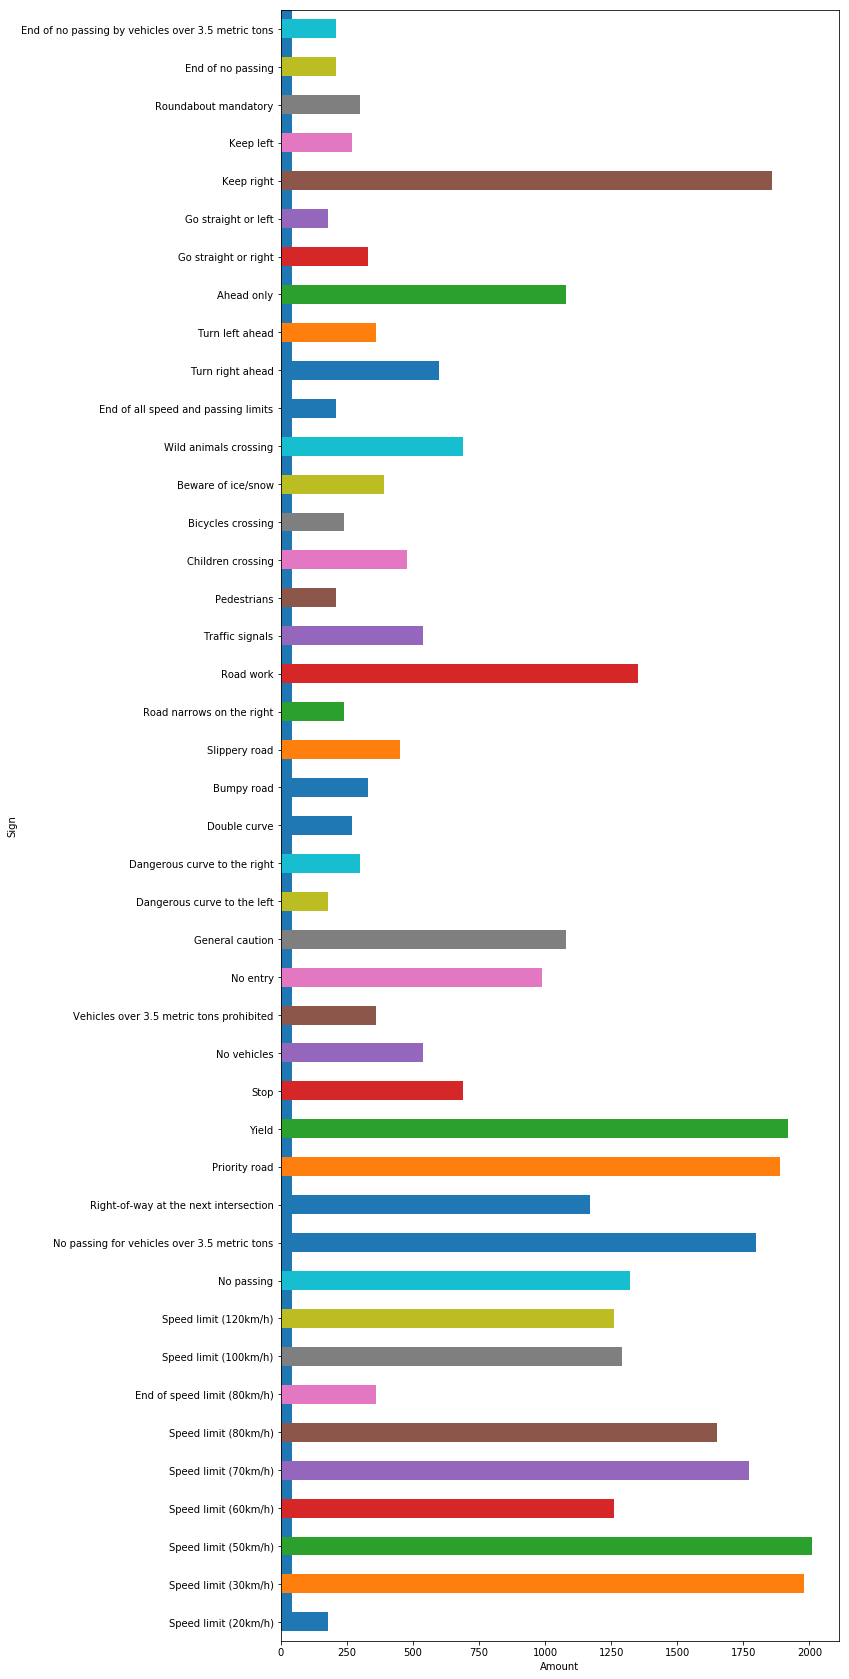 End of no passing by vehicles over 3.5 metric tons
End of no passing
Roundabout mandatory
Keep left
Keep right
Go straight or left
Go straight or right
Ahead only
Turn left ahead
Turn right ahead
End of all speed and passing limits
Wild animals crossing
Beware of ice/snow
Bicycles crossing
Children crossing
Pedestrians
Traffic signals
Road work
Road narrows on the right
Slippery road
Bumpy road
Double curve
Sign
Dangerous curve to the right
Dangerous curve to the left
General caution
No entry
Vehicles over 3.5 metric tons prohibited
No vehicles
Stop
Yield
Priority road
Right-of-way at the next intersection
No passing for vehicles over 3.5 metric tons
No passing
Speed limit (120km/h)
Speed limit (100km/h)
End of speed limit (80km/h)
Speed limit (80km/h)
Speed limit (70km/h)
Speed limit (60km/h)
Speed limit (50km/h)
Speed limit (30km/h)
Speed limit (20km/h)
0 250 500 750 1000 1250 1500 1750 2000
Amount